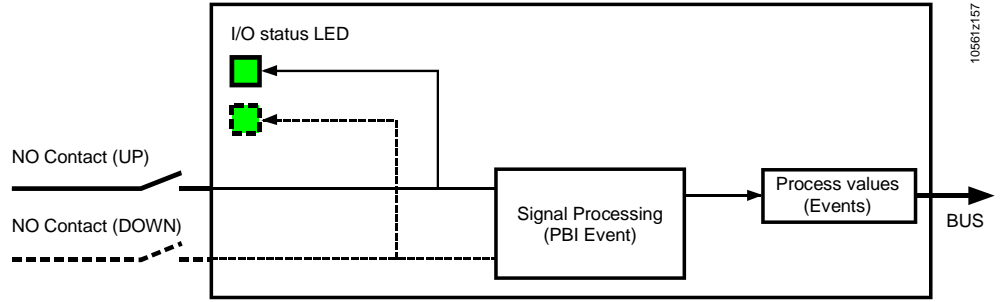 I/O status LED
10561z157
NO Contact (UP)
NO Contact (DOWN)
Signal Processing
(PBI Event)
Process values
(Events)
BUS